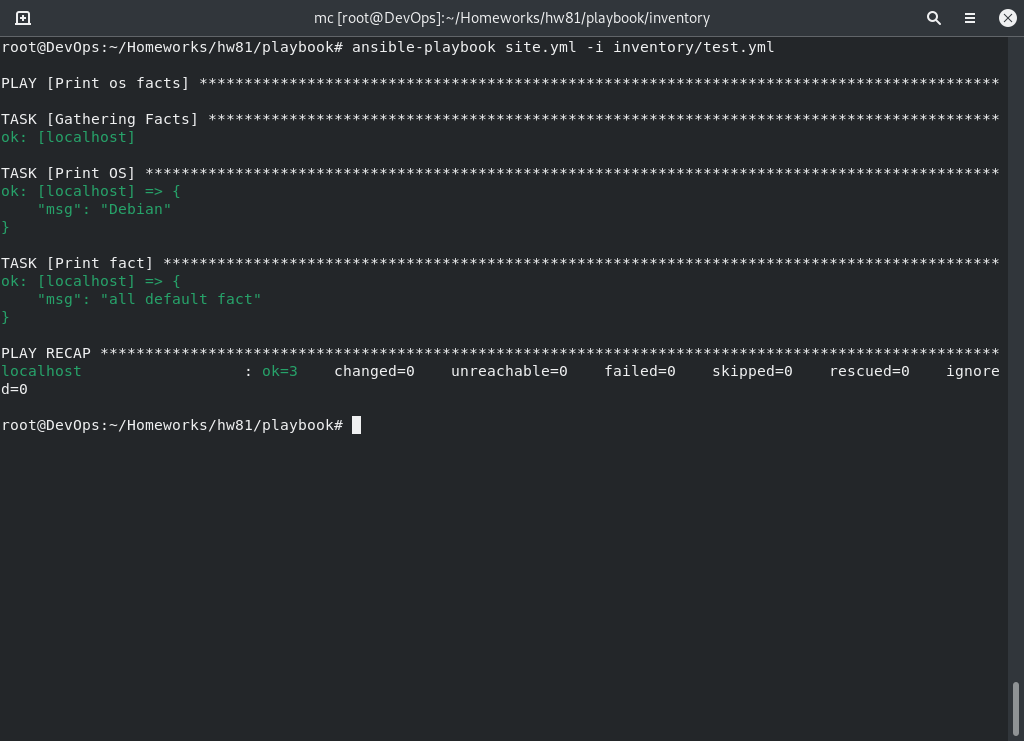 mc [root@DevOps]:~/Homeworks/hw81/playbook/inventory
root@DevOps:~/Homeworks/hw81/playbook# ansible-playbook site.yml -i inventory/test.yml
PLAY [Print os facts] *****************************************************************************************
TASK [Gathering Facts] ****************************************************************************************
ok: [localhost]
TASK [Print OS] ***********************************************************************************************
ok: [localhost] => {
    "msg": "Debian"
}
TASK [Print fact] *********************************************************************************************
ok: [localhost] => {
    "msg": "all default fact"
}
PLAY RECAP ****************************************************************************************************
localhost                  : ok=3    changed=0    unreachable=0    failed=0    skipped=0    rescued=0    ignore
d=0
root@DevOps:~/Homeworks/hw81/playbook#